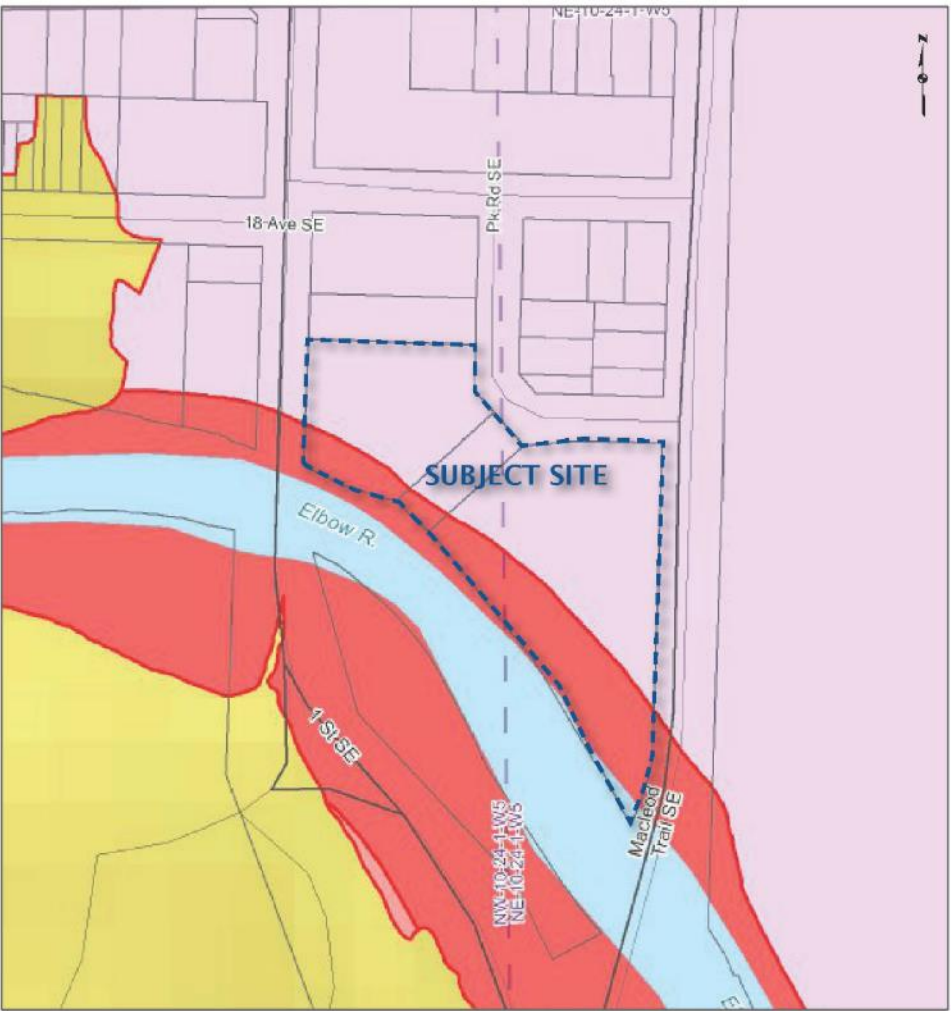 NE-10-24-1-W5
N
Pk Rd SE
18 Ave SE
SUBJECT SITE
Elbow R.
1 St SE
Macleod
Trail SE
NW-10-24-1-W5
NE-10-24-1-W5